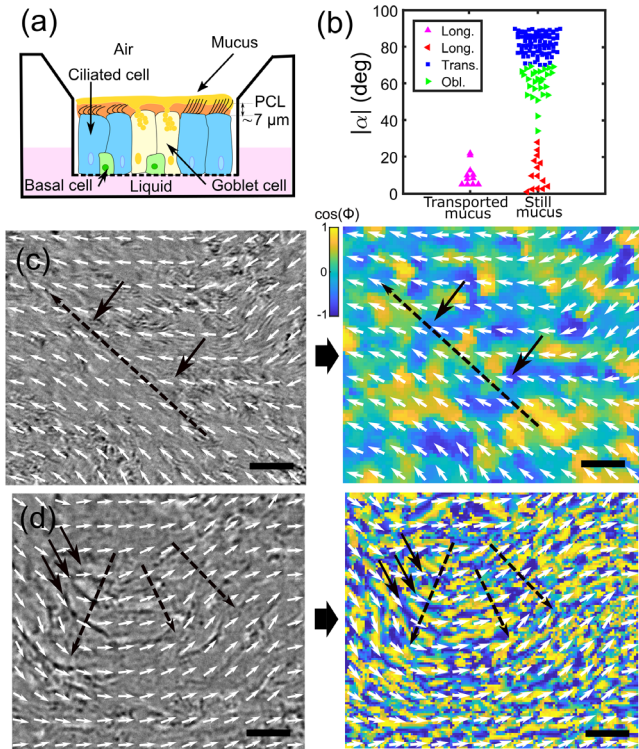 (a)
Air
Mucus
Ciliated cell
PCL
~7 μm
Basal cell
Liquid
Goblet cell
(b)
|α| (deg)
100
80
60
40
20
0
Long.
Long.
Trans.
Obl.
Transported
mucus
Still
mucus
(c)
cos(Φ)
1
0
-1
(d)